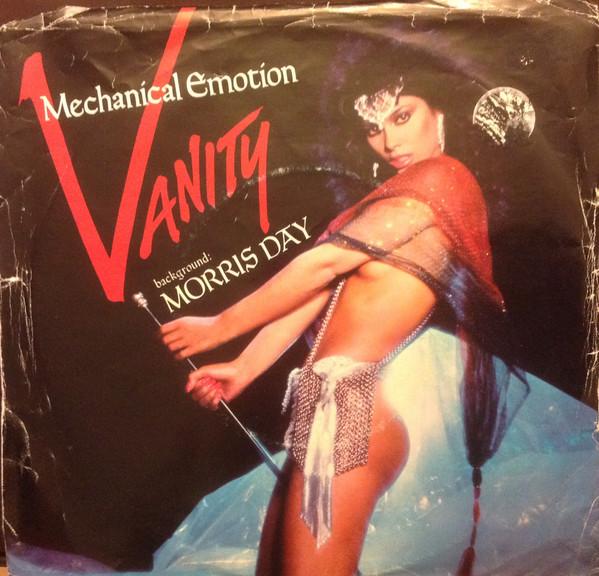 Mechanical Emotion
VANITY
background:
MORRIS DAY